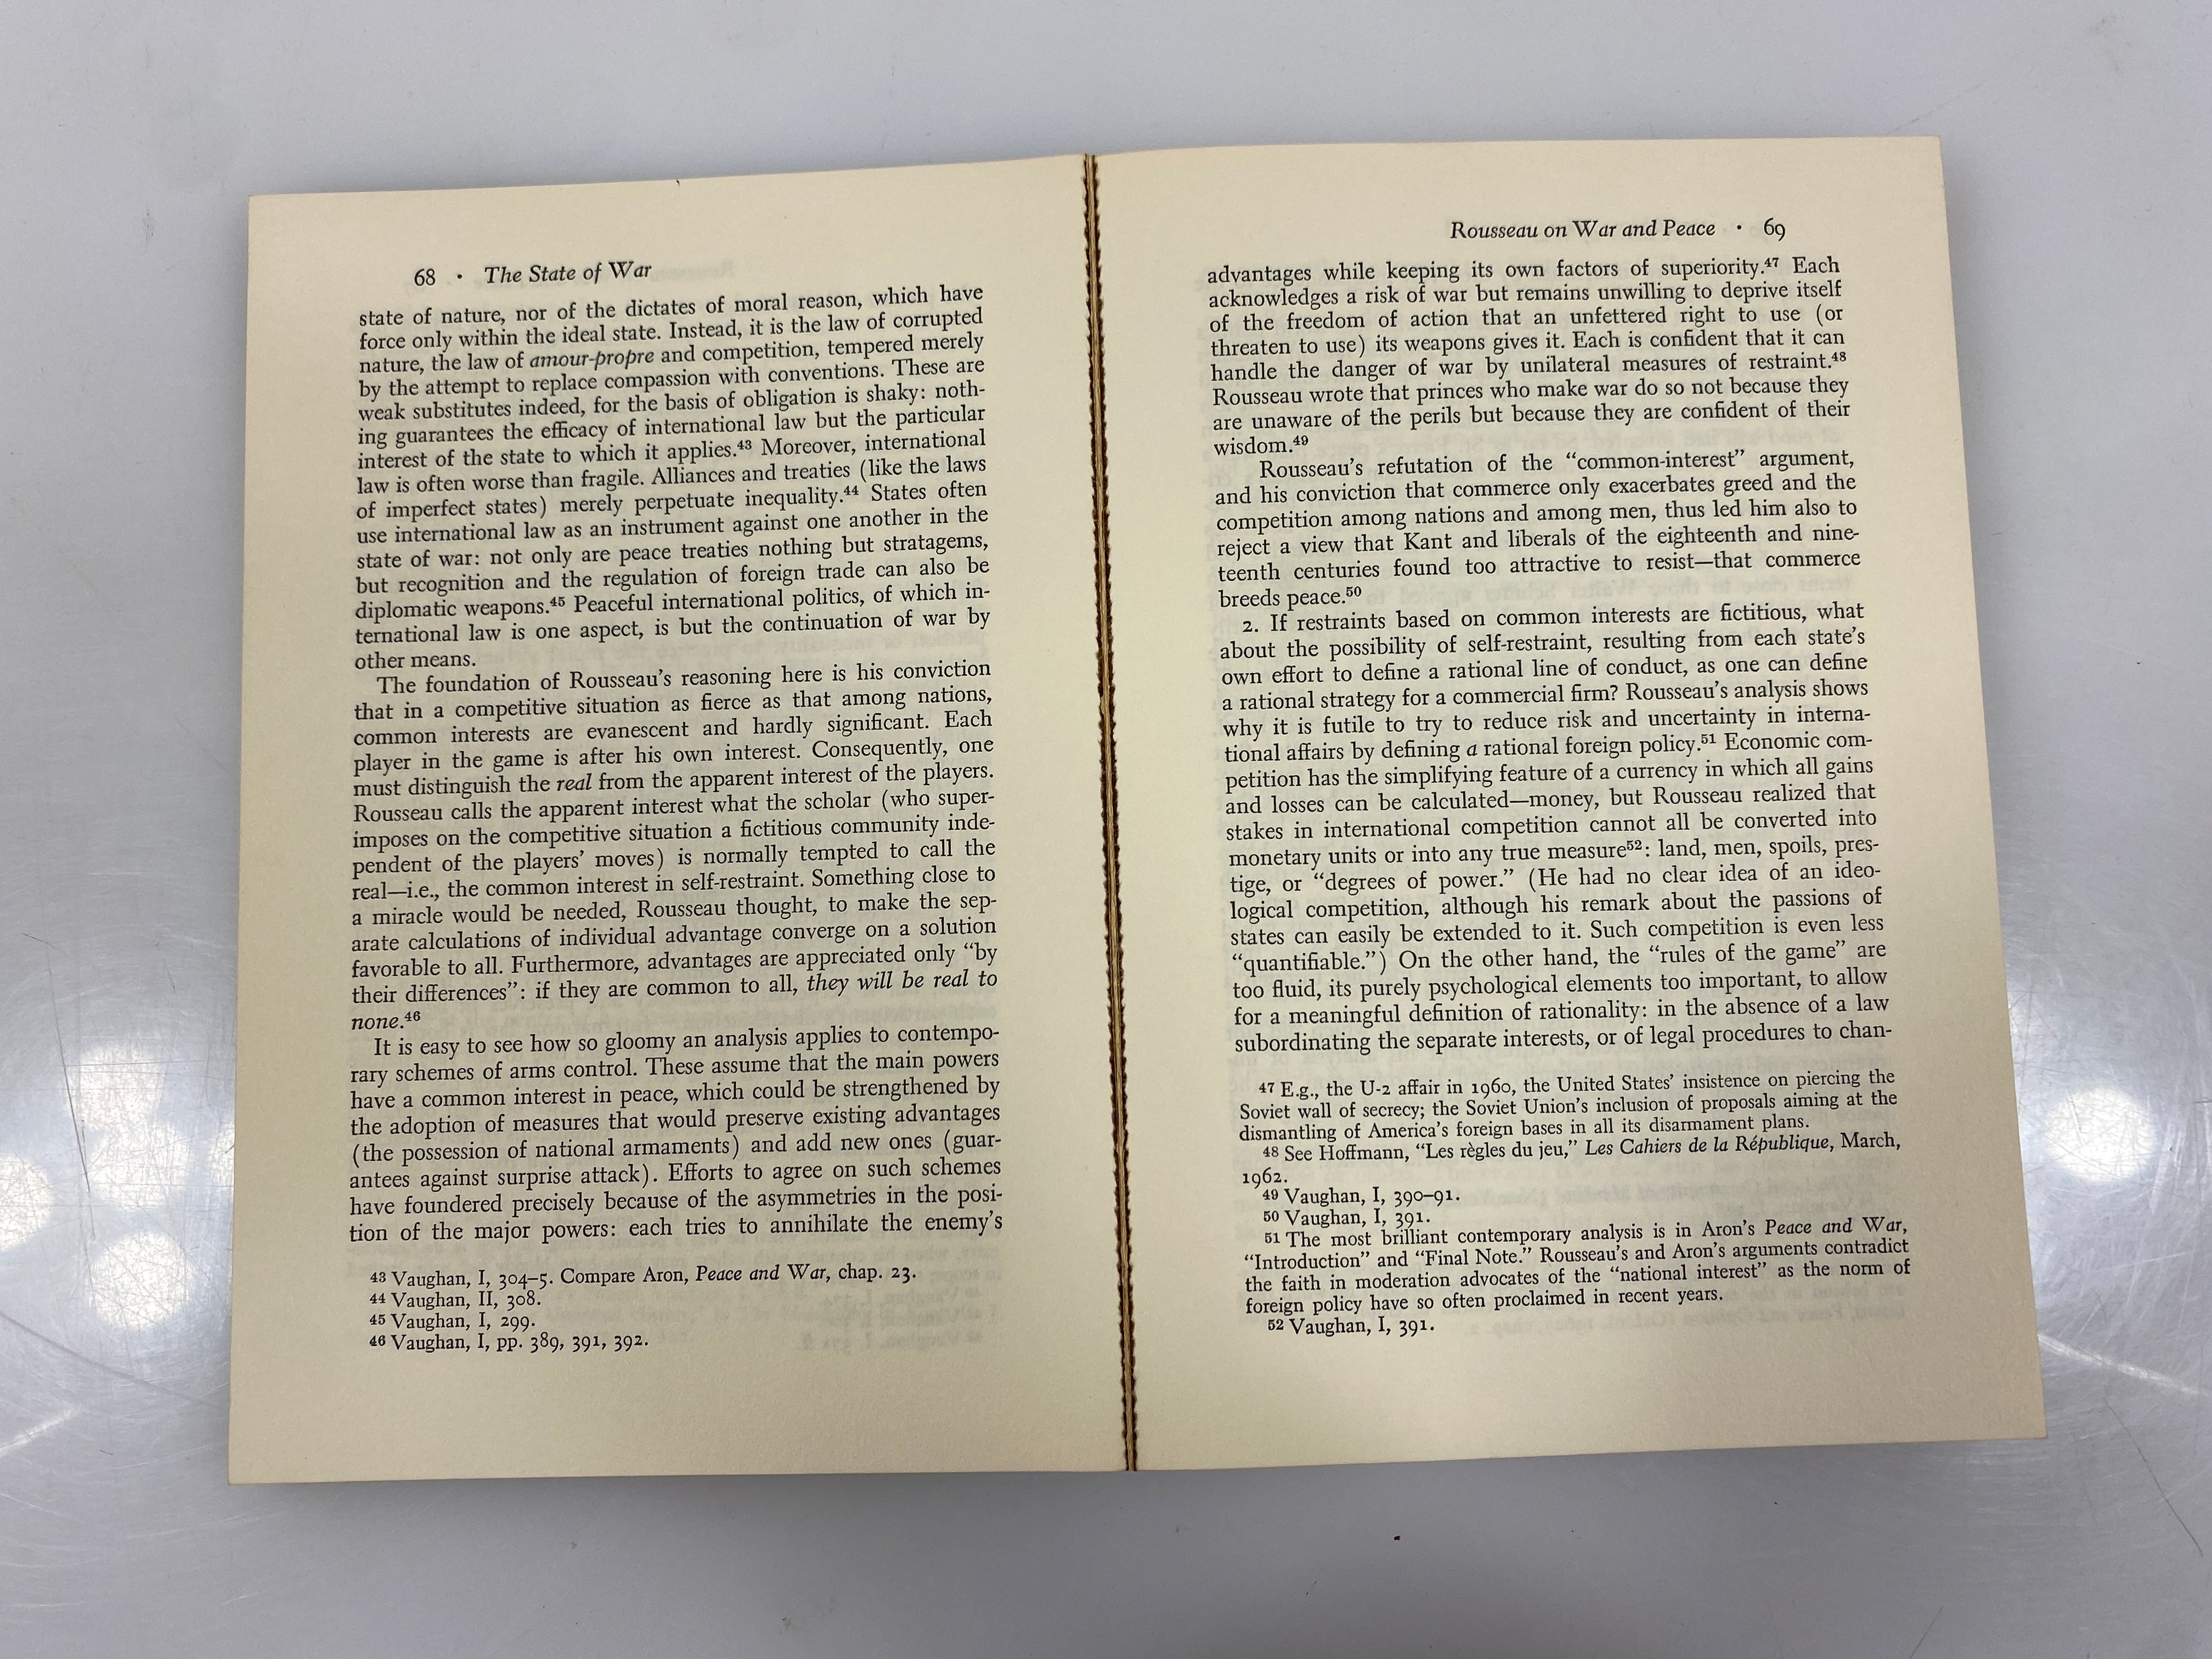 68 · The State of War
state of nature, nor of the dictates of moral reason, which have
force only within the ideal state. Instead, it is the law of corrupted
nature, the law of amour-propre and competition, tempered merely
by the attempt to replace compassion with conventions. These are
weak substitutes indeed, for the basis of obligation is shaky: noth-
ing guarantees the efficacy of international law but the particular
interest of the state to which it applies.43 Moreover, international
law is often worse than fragile. Alliances and treaties (like the laws
of imperfect states) merely perpetuate inequality.44 States often
use international law as an instrument against one another in the
state of war: not only are peace treaties nothing but stratagems,
but recognition and the regulation of foreign trade can also be
diplomatic weapons.45 Peaceful international politics, of which in-
ternational law is one aspect, is but the continuation of war by
other means.
The foundation of Rousseau's reasoning here is his conviction
that in a competitive situation as fierce as that among nations,
common interests are evanescent and hardly significant. Each
player in the game is after his own interest. Consequently, one
must distinguish the real from the apparent interest of the players.
Rousseau calls the apparent interest what the scholar (who super-
imposes on the competitive situation a fictitious community inde-
pendent of the players' moves) is normally tempted to call the
real—i.e., the common interest in self-restraint. Something close to
a miracle would be needed, Rousseau thought, to make the sep-
arate calculations of individual advantage converge on a solution
favorable to all. Furthermore, advantages are appreciated only “by
their differences”: if they are common to all, they will be real to
none.46
It is easy to see how so gloomy an analysis applies to contempo-
rary schemes of arms control. These assume that the main powers
have a common interest in peace, which could be strengthened by
the adoption of measures that would preserve existing advantages
(the possession of national armaments) and add new ones (guar-
antees against surprise attack). Efforts to agree on such schemes
have foundered precisely because of the asymmetries in the posi-
tion of the major powers: each tries to annihilate the enemy's
43 Vaughan, I, 304–5. Compare Aron, Peace and War, chap. 23.
44 Vaughan, II, 308.
45 Vaughan, I, 299.
46 Vaughan, I, pp. 389, 391, 392.
Rousseau on War and Peace · 69
advantages while keeping its own factors of superiority.47 Each
acknowledges a risk of war but remains unwilling to deprive itself
of the freedom of action that an unfettered right to use (or
threaten to use) its weapons gives it. Each is confident that it can
handle the danger of war by unilateral measures of restraint.48
Rousseau wrote that princes who make war do so not because they
are unaware of the perils but because they are confident of their
wisdom.49
Rousseau's refutation of the “common-interest” argument,
and his conviction that commerce only exacerbates greed and the
competition among nations and among men, thus led him also to
reject a view that Kant and liberals of the eighteenth and nine-
teenth centuries found too attractive to resist—that commerce
breeds peace.50
2. If restraints based on common interests are fictitious, what
about the possibility of self-restraint, resulting from each state's
own effort to define a rational line of conduct, as one can define
a rational strategy for a commercial firm? Rousseau's analysis shows
why it is futile to try to reduce risk and uncertainty in interna-
tional affairs by defining a rational foreign policy.51 Economic com-
petition has the simplifying feature of a currency in which all gains
and losses can be calculated—money, but Rousseau realized that
stakes in international competition cannot all be converted into
monetary units or into any true measure52: land, men, spoils, pres-
tige, or “degrees of power.” (He had no clear idea of an ideo-
logical competition, although his remark about the passions of
states can easily be extended to it. Such competition is even less
“quantifiable.”) On the other hand, the “rules of the game” are
too fluid, its purely psychological elements too important, to allow
for a meaningful definition of rationality: in the absence of a law
subordinating the separate interests, or of legal procedures to chan-
47 E.g., the U-2 affair in 1960, the United States' insistence on piercing the
Soviet wall of secrecy; the Soviet Union's inclusion of proposals aiming at the
dismantling of America's foreign bases in all its disarmament plans.
48 See Hoffmann, “Les règles du jeu,” Les Cahiers de la République, March,
1962.
49 Vaughan, I, 390–91.
50 Vaughan, I, 391.
51 The most brilliant contemporary analysis is in Aron's Peace and War,
“Introduction” and “Final Note.” Rousseau's and Aron's arguments contradict
the faith in moderation advocates of the “national interest” as the norm of
foreign policy have so often proclaimed in recent years.
52 Vaughan, I, 391.